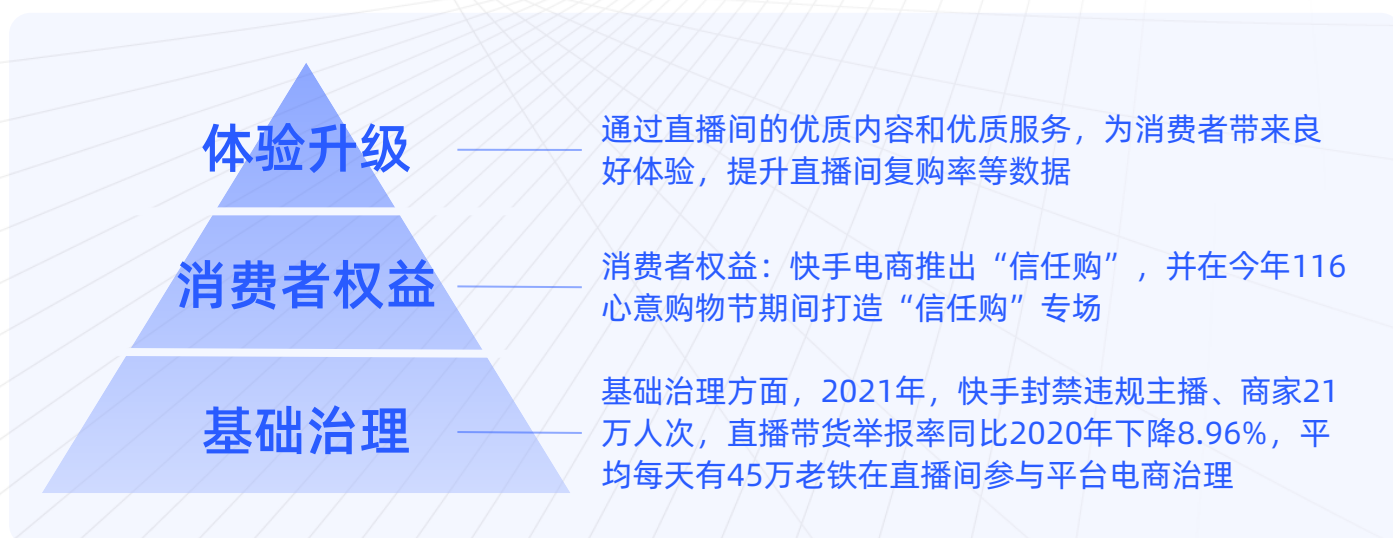 体验升级
通过直播间的优质内容和优质服务，为消费者带来良
好体验，提升直播间复购率等数据
消费者权益
消费者权益：快手电商推出“信任购”，并在今年116
心意购物节期间打造“信任购”专场
基础治理
基础治理方面，2021年，快手封禁违规主播、商家21
万人次，直播带货举报率同比2020年下降8.96%，平
均每天有45万老铁在直播间参与平台电商治理